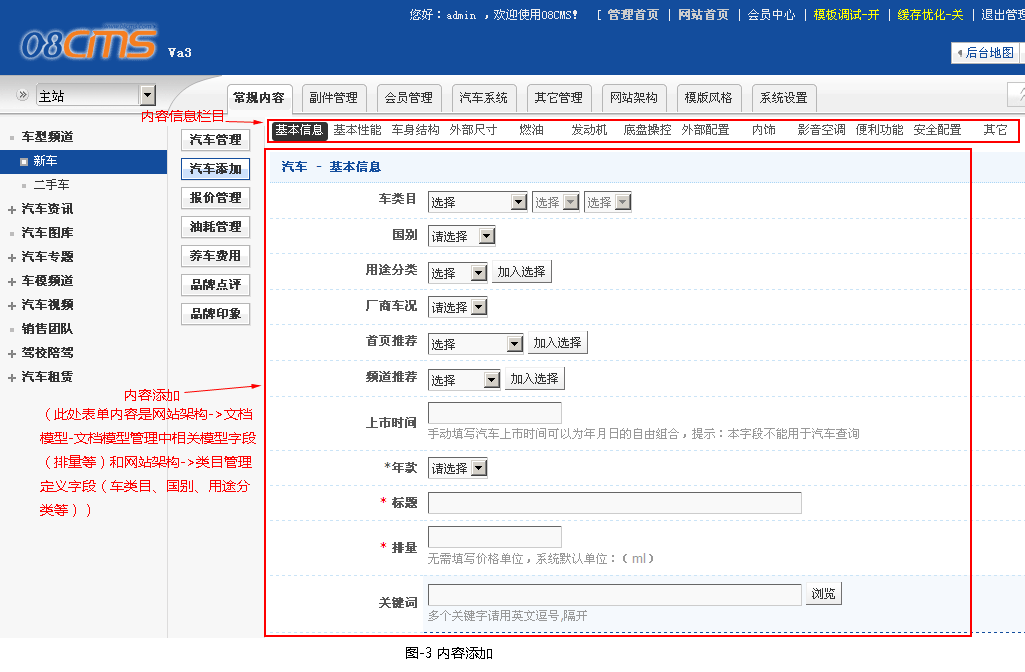 您好：admin ，欢迎使用08CMS！ [ 管理首页 | 网站首页 | 会员中心 | 模板调试-开 | 缓存优化-关 | 退出管理
08CMS Va3
后台地图
主站
常规内容 副件管理 会员管理 汽车系统 其它管理 网站架构 模版风格 系统设置
内容信息栏目
基本信息 基本性能 车身结构 外部尺寸 燃油 发动机 底盘操控 外部配置 内饰 影音空调 便利功能 安全配置 其它
车型频道
新车
二手车
汽车资讯
汽车图库
汽车专题
车模频道
汽车视频
销售团队
驾校陪驾
汽车租赁
汽车管理
汽车添加
报价管理
油耗管理
养车费用
品牌点评
品牌印象
内容添加
（此处表单内容是网站架构->文档
模型-文档模型管理中相关模型字段
（排量等）和网站架构->类目管理
定义字段（车类目、国别、用途分
类等））
汽车 - 基本信息
车类目 选择 选择 选择
国别 请选择
用途分类 选择 加入选择
厂商车况 请选择
首页推荐 选择 加入选择
频道推荐 选择 加入选择
上市时间
手动填写汽车上市时间可以为年月日的自由组合，提示：本字段不能用于汽车查询
*年款 请选择
* 标题
* 排量
无需填写价格单位，系统默认单位：（ml）
关键词 浏览
多个关键字请用英文逗号,隔开
图-3 内容添加